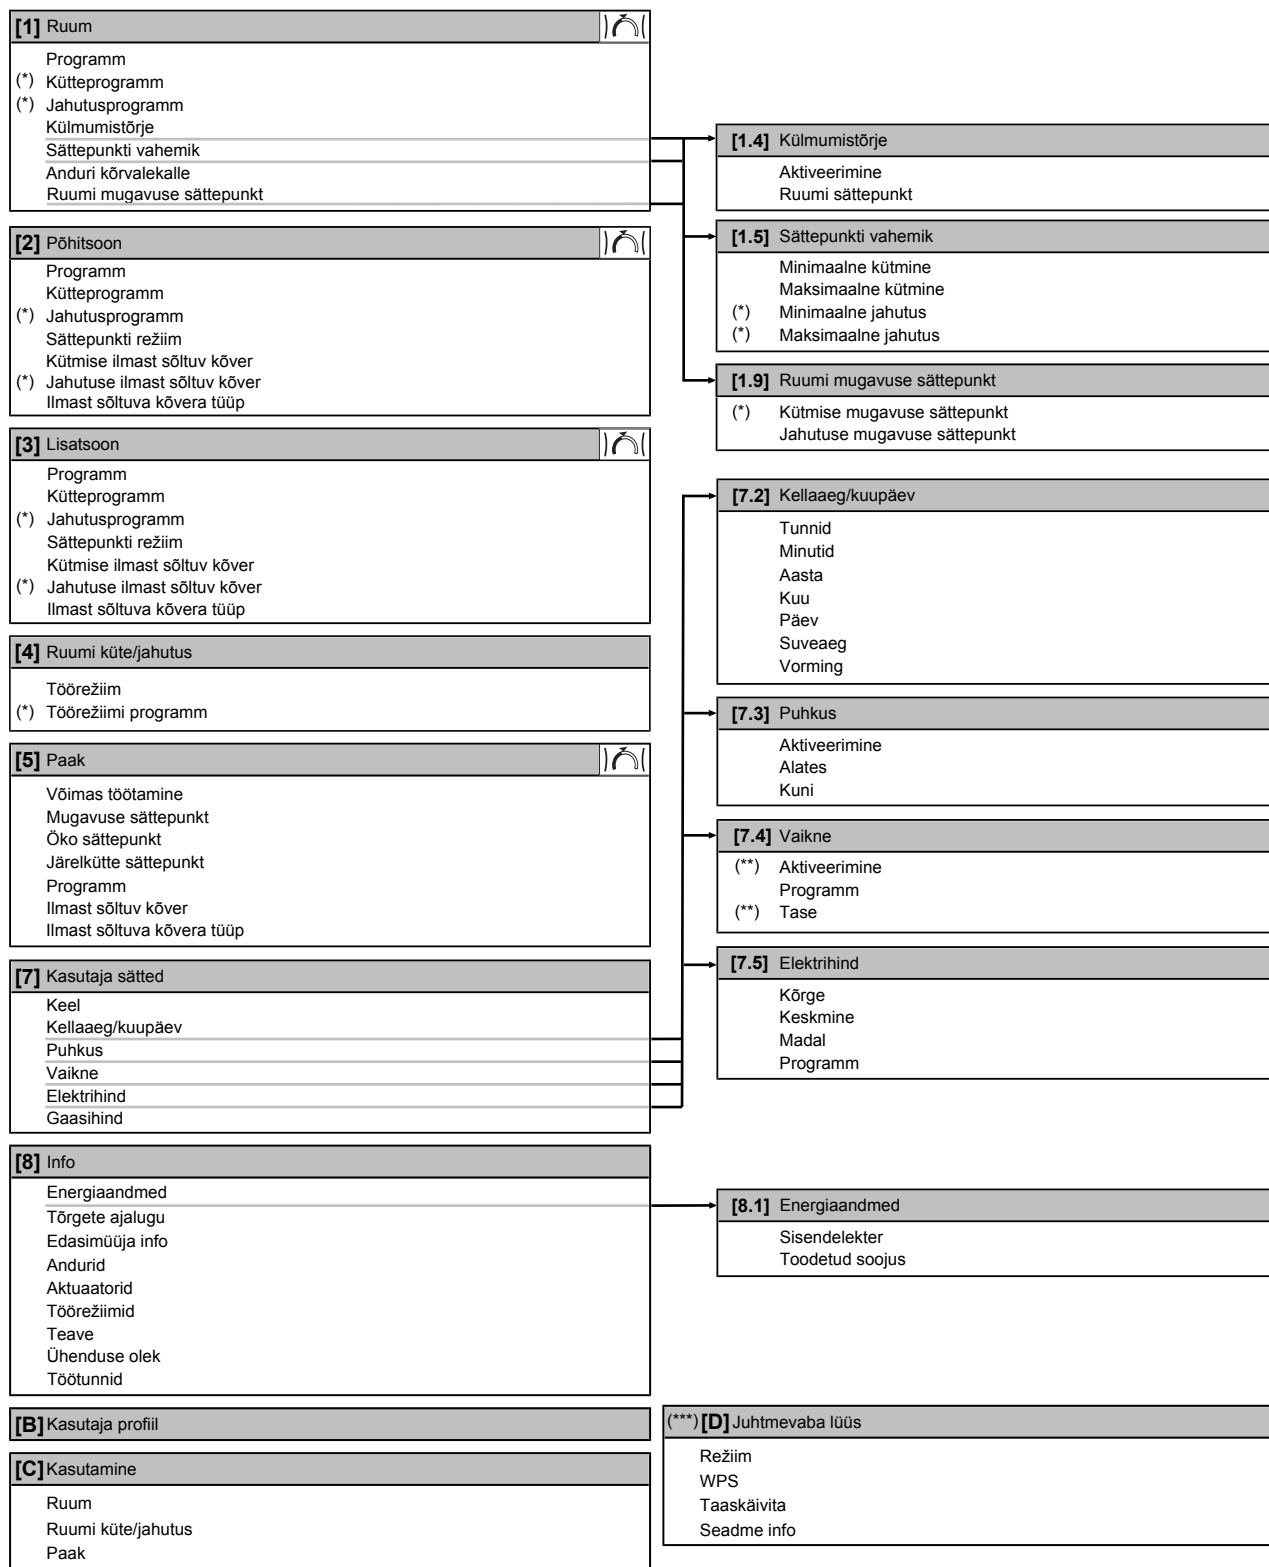 [1] Ruum
Programm
(*) Kütteprogramm
(*) Jahutusprogramm
Külmumistõrje
Sättepunkti vahemik
Anduri kõrvalekalle
Ruumi mugavuse sättepunkt
[2] Põhitsoon
Programm
Kütteprogramm
(*) Jahutusprogramm
Sättepunkti režiim
Kütmise ilmast sõltuv kõver
(*) Jahutuse ilmast sõltuv kõver
Ilmast sõltuva kõvera tüüp
[3] Lisatsoon
Programm
Kütteprogramm
(*) Jahutusprogramm
Sättepunkti režiim
Kütmise ilmast sõltuv kõver
(*) Jahutuse ilmast sõltuv kõver
Ilmast sõltuva kõvera tüüp
[4] Ruumi küte/jahutus
Töörežiim
(*) Töörežiimi programm
[5] Paak
Võimas töötamine
Mugavuse sättepunkt
Öko sättepunkt
Järelkütte sättepunkt
Programm
Ilmast sõltuv kõver
Ilmast sõltuva kõvera tüüp
[7] Kasutaja sätted
Keel
Kellaaeg/kuupäev
Puhkus
Vaikne
Elektrihind
Gaasihind
[8] Info
Energiaandmed
Tõrgete ajalugu
Edasimüüja info
Andurid
Aktuaatorid
Töörežiimid
Teave
Ühenduse olek
Töötunnid
[B] Kasutaja profiil
[C] Kasutamine
Ruum
Ruumi küte/jahutus
Paak
[1.4] Külmumistõrje
Aktiveerimine
Ruumi sättepunkt
[1.5] Sättepunkti vahemik
Minimaalne kütmine
Maksimaalne kütmine
(*) Minimaalne jahutus
(*) Maksimaalne jahutus
[1.9] Ruumi mugavuse sättepunkt
(*) Kütmise mugavuse sättepunkt
Jahutuse mugavuse sättepunkt
[7.2] Kellaaeg/kuupäev
Tunnid
Minutid
Aasta
Kuu
Päev
Suveaeg
Vorming
[7.3] Puhkus
Aktiveerimine
Alates
Kuni
[7.4] Vaikne
(**) Aktiveerimine
Programm
(**) Tase
[7.5] Elektrihind
Kõrge
Keskmine
Madal
Programm
[8.1] Energiaandmed
Sisendelekter
Toodetud soojus
(***) [D] Juhtmevaba lüüs
Režiim
WPS
Taaskäivita
Seadme info